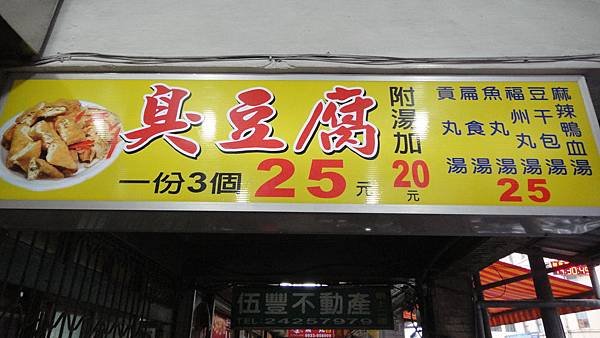 臭豆腐
一份3個25元
附湯加
20元
麻辣鴨血湯
豆干包湯
福州丸湯
魚丸湯
扁食湯
貢丸湯
25
伍豐不動產
TEL:24257979